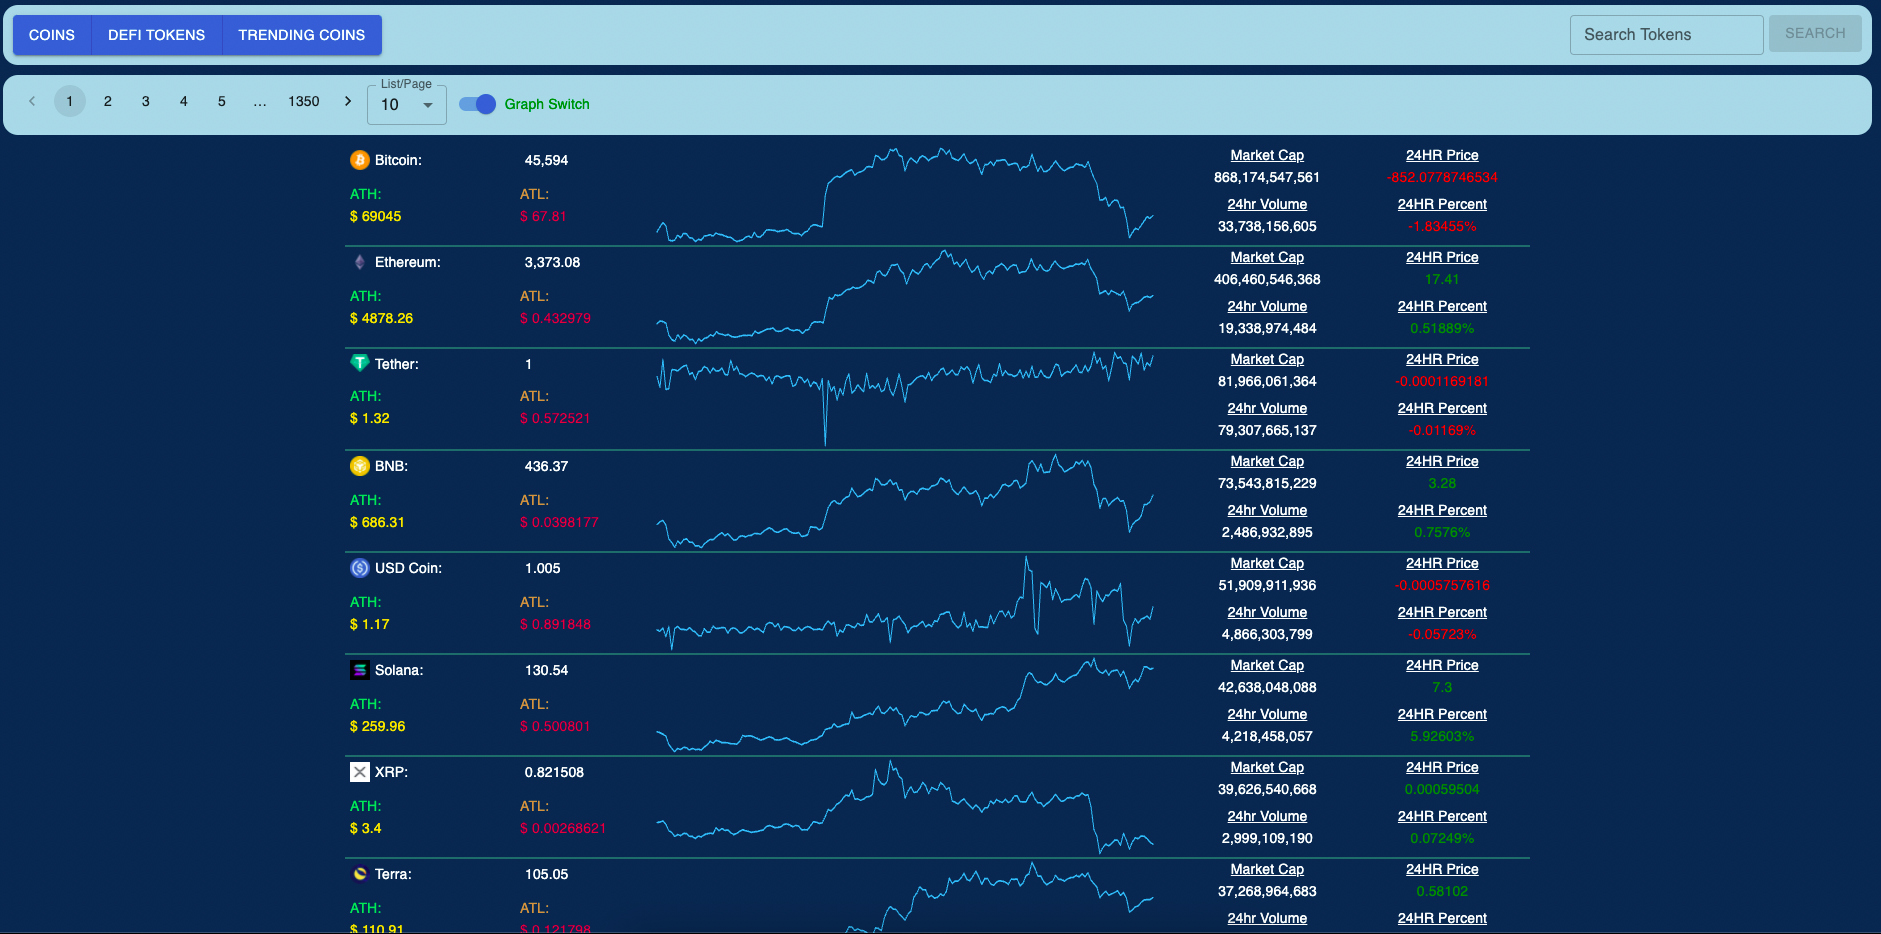 COINS DEFI TOKENS TRENDING COINS Search Tokens SEARCH
List/Page
1 2 3 4 5 ... 1350 10 Graph Switch
Bitcoin: 45,594 Market Cap 24HR Price
868,174,547,561 -852.0778746534
ATH: ATL:
24hr Volume 24HR Percent
$ 69045 $ 67.81
33,738,156,605 -1.83455%
Ethereum: 3,373.08 Market Cap 24HR Price
406,460,546,368 17.41
ATH: ATL:
24hr Volume 24HR Percent
$ 4878.26 $ 0.432979
19,338,974,484 0.51889%
Tether: 1 Market Cap 24HR Price
81,966,061,364 -0.0001169181
ATH: ATL:
24hr Volume 24HR Percent
$ 1.32 $ 0.572521
79,307,665,137 -0.01169%
BNB: 436.37 Market Cap 24HR Price
73,543,815,229 3.28
ATH: ATL:
24hr Volume 24HR Percent
$ 686.31 $ 0.0398177
2,486,932,895 0.7576%
USD Coin: 1.005 Market Cap 24HR Price
51,909,911,936 -0.0005757616
ATH: ATL:
24hr Volume 24HR Percent
$ 1.17 $ 0.891848
4,866,303,799 -0.05723%
Solana: 130.54 Market Cap 24HR Price
42,638,048,088 7.3
ATH: ATL:
24hr Volume 24HR Percent
$ 259.96 $ 0.500801
4,218,458,057 5.92603%
XRP: 0.821508 Market Cap 24HR Price
39,626,540,668 0.00059504
ATH: ATL:
24hr Volume 24HR Percent
$ 3.4 $ 0.00268621
2,999,109,190 0.07249%
Terra: 105.05 Market Cap 24HR Price
37,268,964,683 0.58102
ATH: ATL:
24hr Volume 24HR Percent
$ 110.91 $ 0.121798